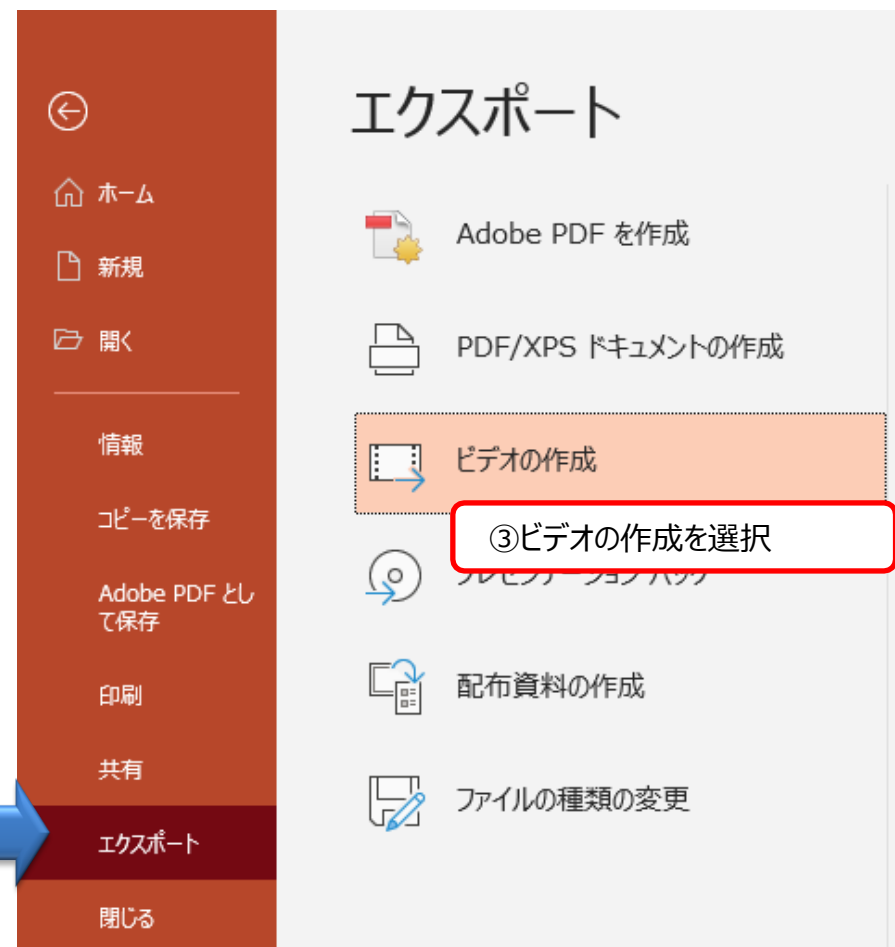 エクスポート
ホーム
新規
開く
情報
コピーを保存
Adobe PDF とし
て保存
印刷
共有
エクスポート
閉じる
Adobe PDF を作成
PDF/XPS ドキュメントの作成
ビデオの作成
③ビデオの作成を選択
配布資料の作成
ファイルの種類の変更